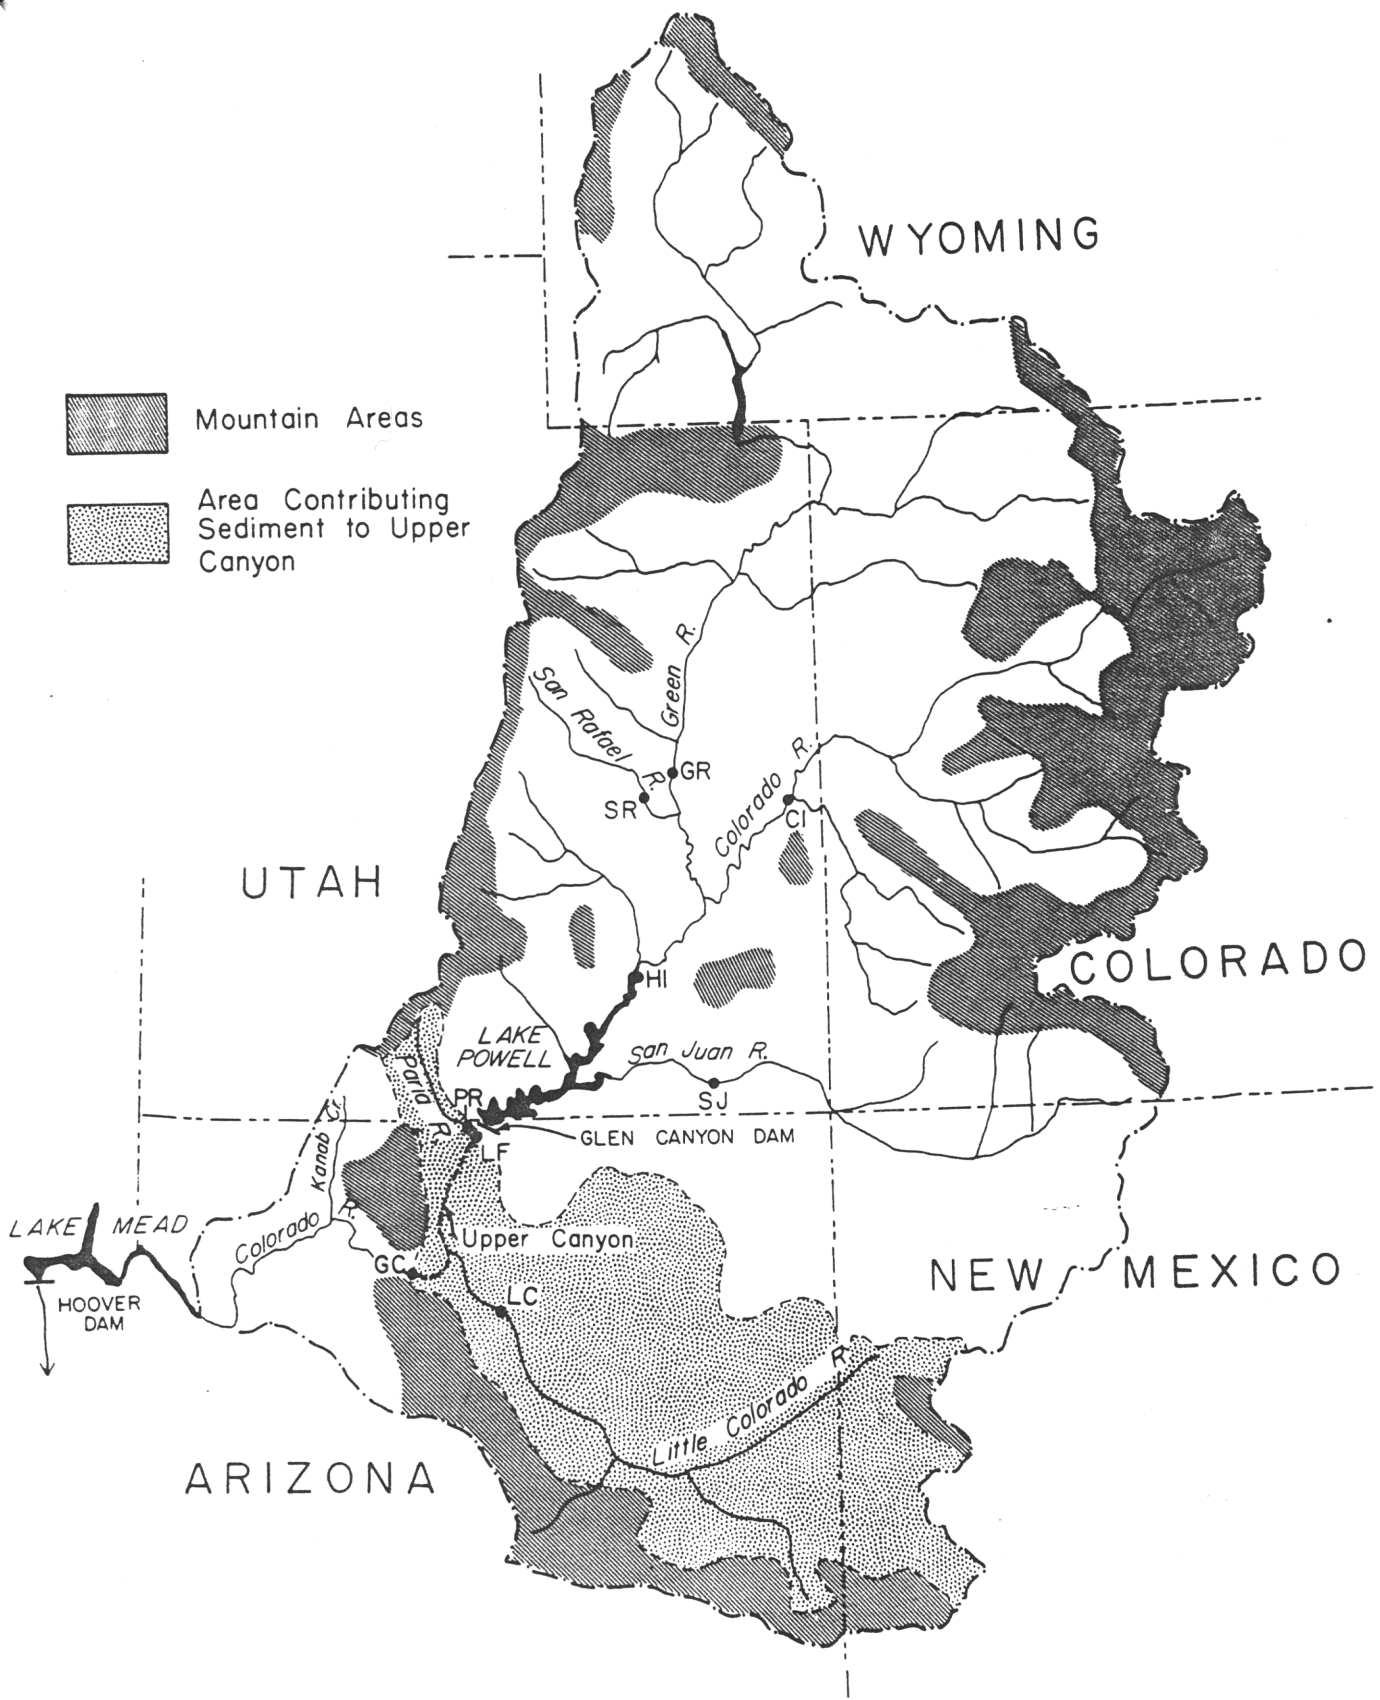 WYOMING
Mountain Areas
Area Contributing
Sediment to Upper
Canyon
Green R.
San Rafael R.
GR
SR
Colorado R.
CI
UTAH
COLORADO
HI
LAKE
POWELL
San Juan R.
SJ
Paria R.
PR
LF
GLEN CANYON DAM
Kanab C.
LAKE MEAD
Colorado R.
Upper Canyon
GC
HOOVER
DAM
LC
NEW MEXICO
Little Colorado R
ARIZONA